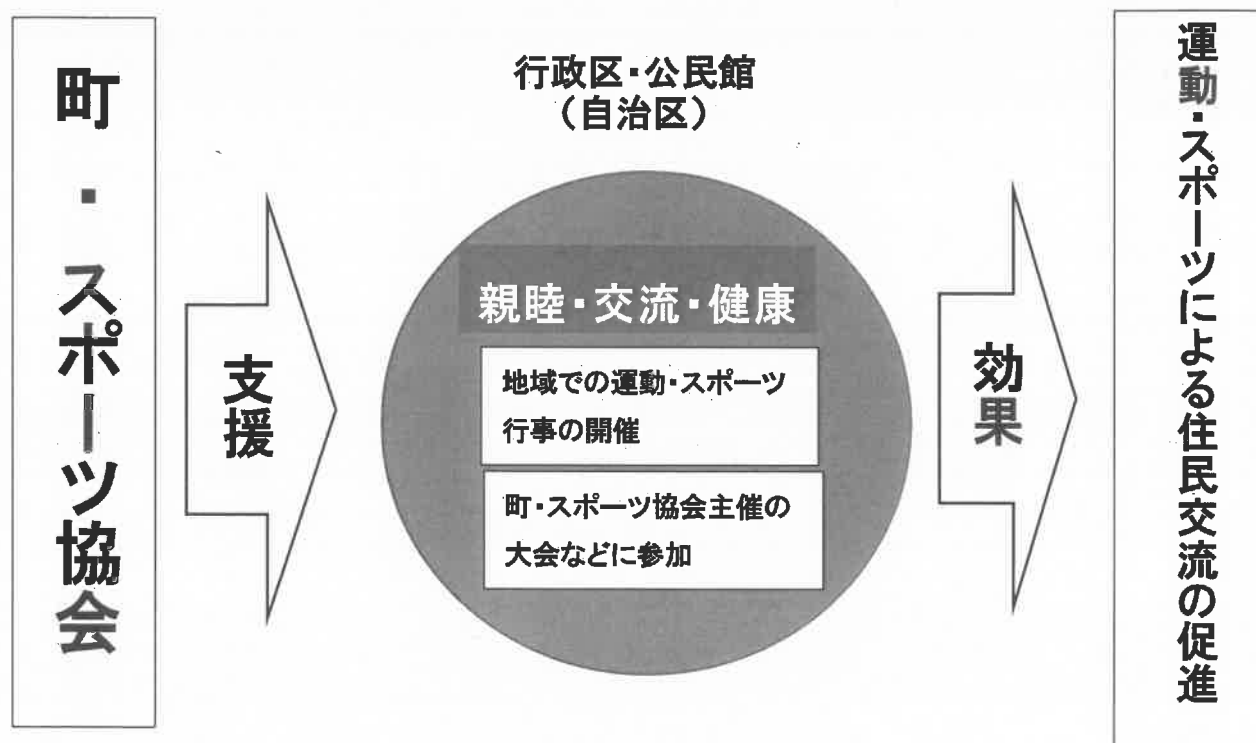 町・スポーツ協会
支援
行政区・公民館
（自治区）
親睦・交流・健康
地域での運動・スポーツ
行事の開催
町・スポーツ協会主催の
大会などに参加
効果
運動・スポーツによる住民交流の促進